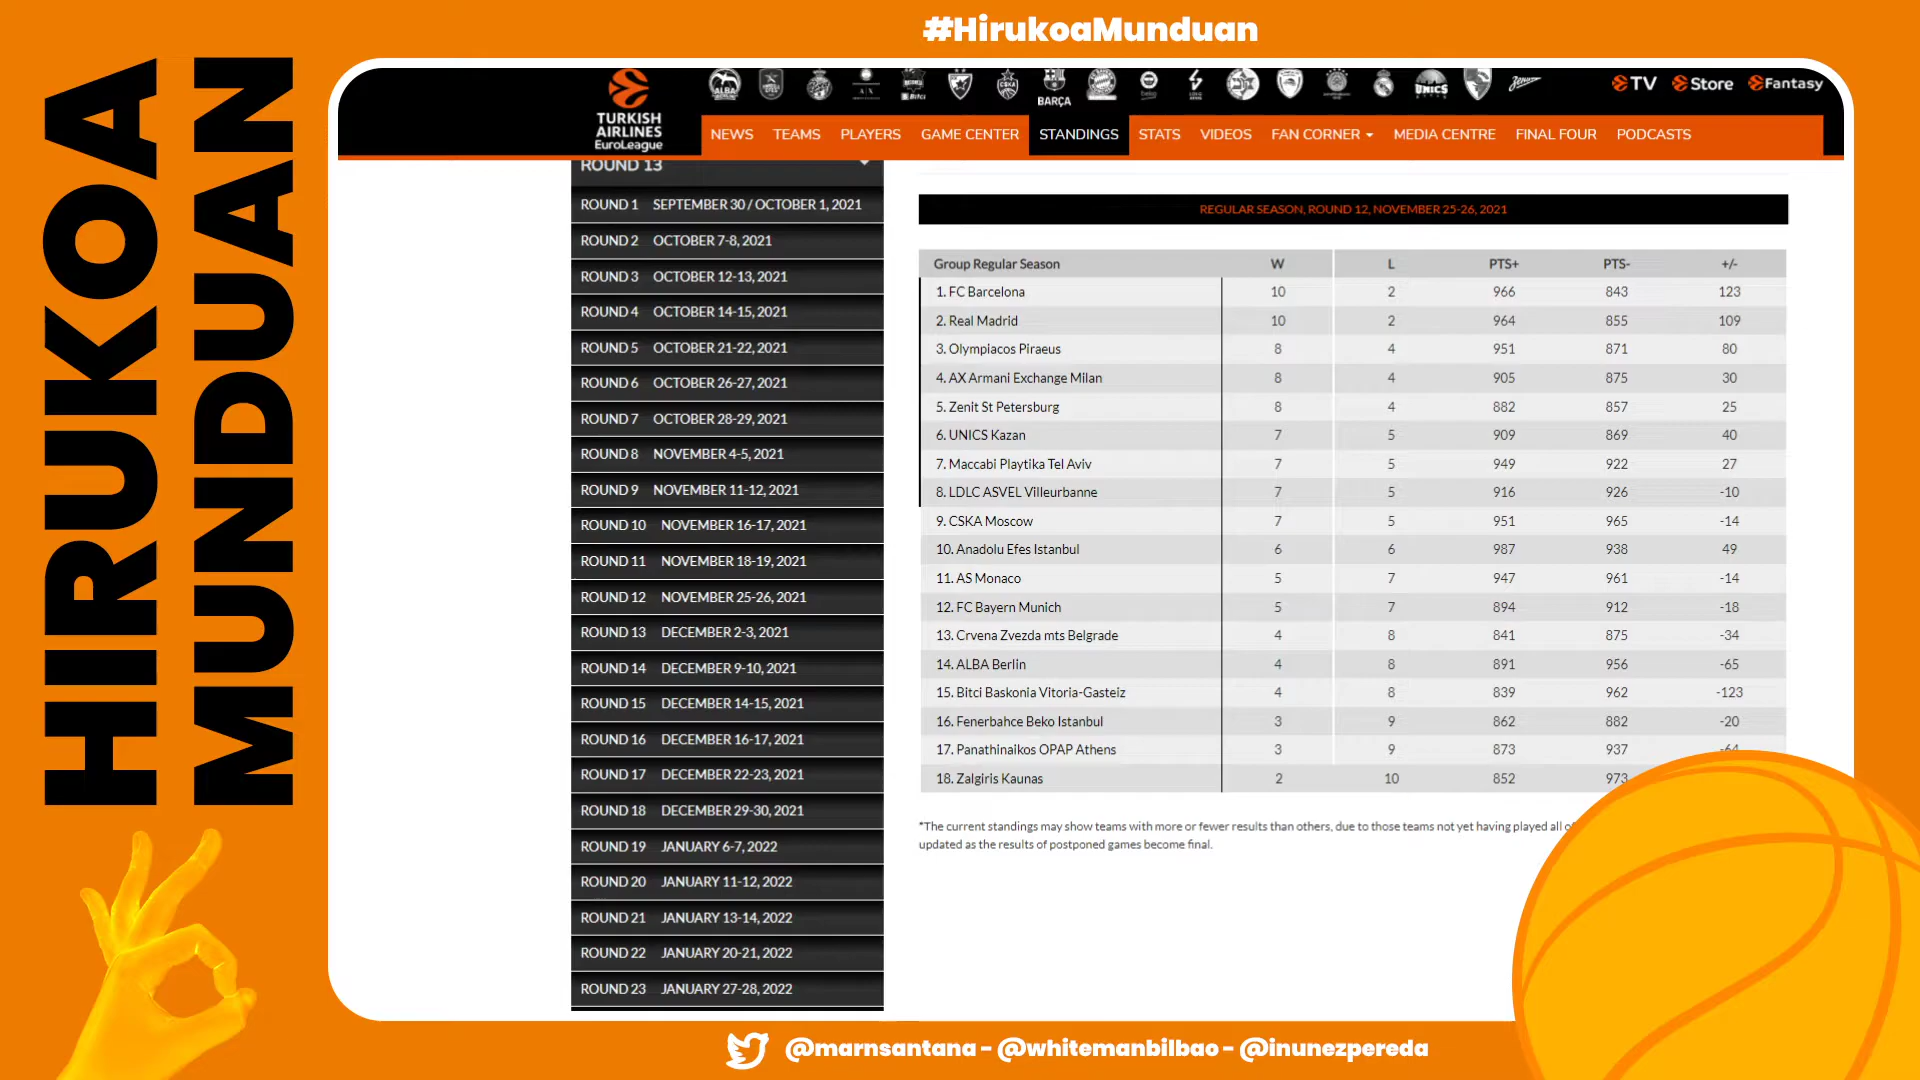 #HirukoaMunduan
HIRUKOA
MUNDUAN
TURKISH
AIRLINES
EuroLeague
BARÇA
UNICS
TV
Store
Fantasy
NEWS TEAMS PLAYERS GAME CENTER STANDINGS STATS VIDEOS FAN CORNER MEDIA CENTRE FINAL FOUR PODCASTS
ROUND 13
ROUND 1 SEPTEMBER 30 / OCTOBER 1, 2021
ROUND 2 OCTOBER 7-8, 2021
ROUND 3 OCTOBER 12-13, 2021
ROUND 4 OCTOBER 14-15, 2021
ROUND 5 OCTOBER 21-22, 2021
ROUND 6 OCTOBER 26-27, 2021
ROUND 7 OCTOBER 28-29, 2021
ROUND 8 NOVEMBER 4-5, 2021
ROUND 9 NOVEMBER 11-12, 2021
ROUND 10 NOVEMBER 16-17, 2021
ROUND 11 NOVEMBER 18-19, 2021
ROUND 12 NOVEMBER 25-26, 2021
ROUND 13 DECEMBER 2-3, 2021
ROUND 14 DECEMBER 9-10, 2021
ROUND 15 DECEMBER 14-15, 2021
ROUND 16 DECEMBER 16-17, 2021
ROUND 17 DECEMBER 22-23, 2021
ROUND 18 DECEMBER 29-30, 2021
ROUND 19 JANUARY 6-7, 2022
ROUND 20 JANUARY 11-12, 2022
ROUND 21 JANUARY 13-14, 2022
ROUND 22 JANUARY 20-21, 2022
ROUND 23 JANUARY 27-28, 2022
REGULAR SEASON, ROUND 12, NOVEMBER 25-26, 2021
Group Regular Season W L PTS+ PTS- +/-
1. FC Barcelona 10 2 966 843 123
2. Real Madrid 10 2 964 855 109
3. Olympiacos Piraeus 8 4 951 871 80
4. AX Armani Exchange Milan 8 4 905 875 30
5. Zenit St Petersburg 8 4 882 857 25
6. UNICS Kazan 7 5 909 869 40
7. Maccabi Playtika Tel Aviv 7 5 949 922 27
8. LDLC ASVEL Villeurbanne 7 5 916 926 -10
9. CSKA Moscow 7 5 951 965 -14
10. Anadolu Efes Istanbul 6 6 987 938 49
11. AS Monaco 5 7 947 961 -14
12. FC Bayern Munich 5 7 894 912 -18
13. Crvena Zvezda mts Belgrade 4 8 841 875 -34
14. ALBA Berlin 4 8 891 956 -65
15. Bitci Baskonia Vitoria-Gasteiz 4 8 839 962 -123
16. Fenerbahce Beko Istanbul 3 9 862 882 -20
17. Panathinaikos OPAP Athens 3 9 873 937 -64
18. Zalgiris Kaunas 2 10 852 973
*The current standings may show teams with more or fewer results than others, due to those teams not yet having played all
updated as the results of postponed games become final.
@marnsantana - @whitemanbilbao - @inunezpereda